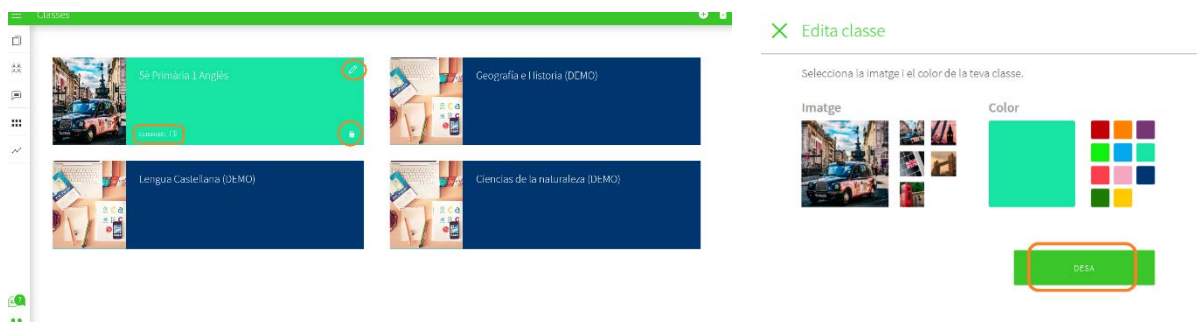 Classes
5è Primària 1 Anglès
Geografía e Historia (DEMO)
Lengua Castellana (DEMO)
Ciencias de la naturaleza (DEMO)
Edita classe
Selecciona la imatge i el color de la teva classe.
Imatge
Color
DESA